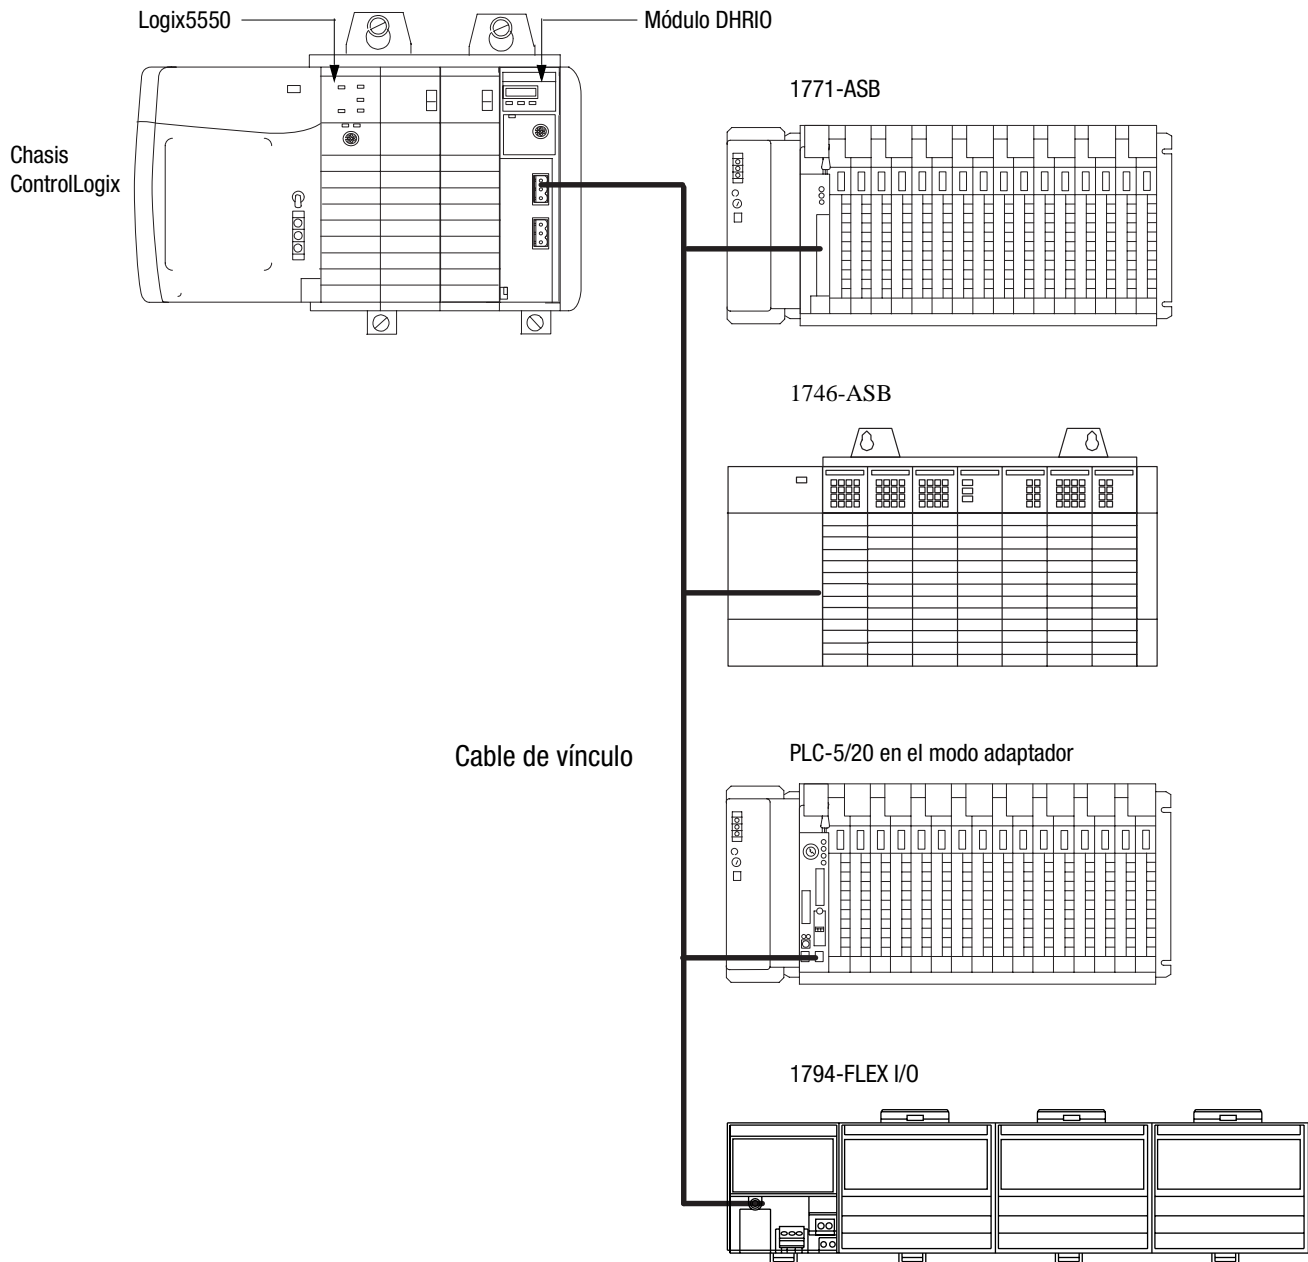 Logix5550
Módulo DHRIO
1771-ASB
Chasis
ControlLogix
1746-ASB
Cable de vínculo
PLC-5/20 en el modo adaptador
1794-FLEX I/O